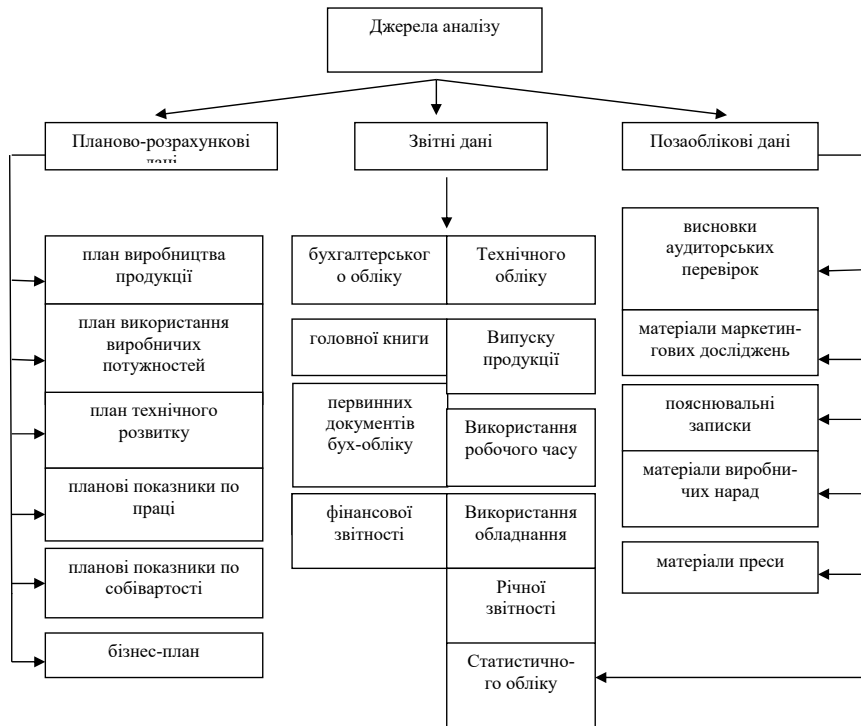 Джерела аналізу
Планово-розрахункові
дані
Звітні дані
Позаоблікові дані
план виробництва
продукції
план використання
виробничих
потужностей
план технічного
розвитку
планові показники по
праці
планові показники по
собівартості
бізнес-план
бухгалтерськог
о обліку
головної книги
первинних
документів
бух-обліку
фінансової
звітності
Технічного
обліку
Випуску
продукції
Використання
робочого часу
Використання
обладнання
Річної
звітності
Статистично-
го обліку
висновки
аудиторських
перевірок
матеріали маркетин-
гових досліджень
пояснювальні
записки
матеріали виробни-
чих нарад
матеріали преси